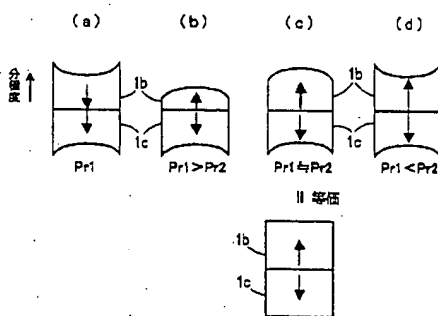 (a) (b) (c) (d)
分極度
1b 1b
1c 1c
Pr1 Pr1>Pr2 Pr1≒Pr2 Pr1<Pr2
II 等価
1b
1c